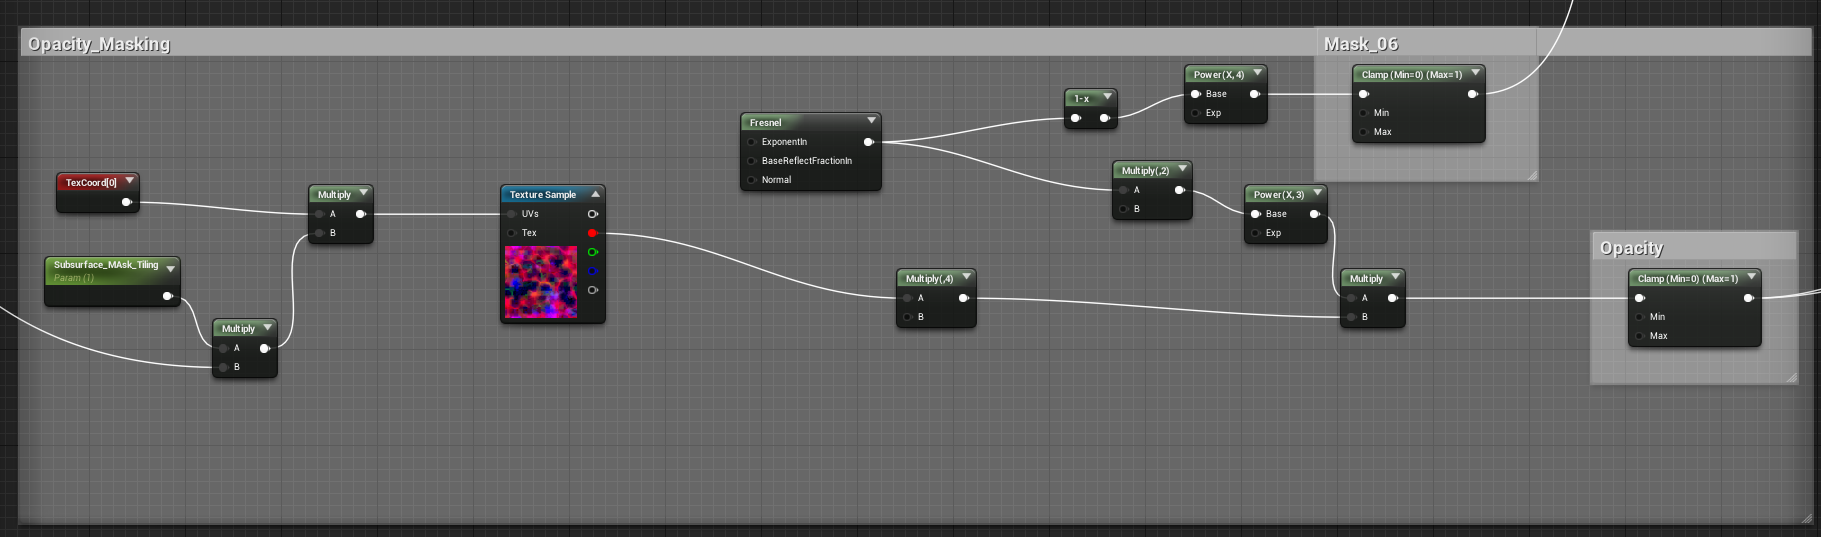 Opacity_Masking
Mask_06
Power(X, 4)
Base
Exp
Clamp (Min=0) (Max=1)
Min
Max
1-x
Fresnel
ExponentIn
BaseReflectFractionIn
Normal
Multiply(,2)
A
B
Power(X, 3)
Base
Exp
TexCoord[0]
Multiply
A
B
Texture Sample
UVs
Tex
Subsurface_MAsk_Tiling
Param (1)
Multiply
A
B
Multiply(,4)
A
B
Multiply
A
B
Opacity
Clamp (Min=0) (Max=1)
Min
Max